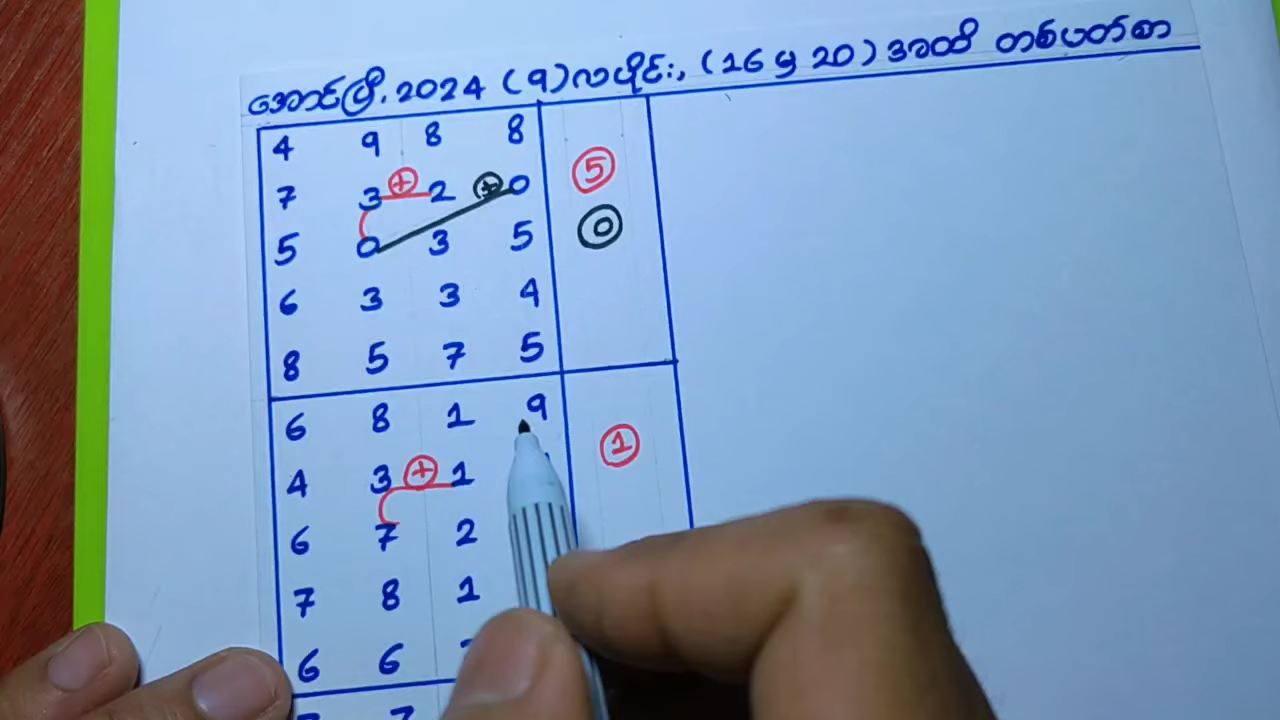 အောင်ပြီ.2024 (၅)လပိုင်း, (16 မှ 20) အထိ တစ်ပတ်စာ
4 9 8 8
7 3 + 2 + 0 5
5 0 3 5 0
6 3 3 4
8 5 7 5
6 8 1 9
4 3 + 1 1
6 7 2
7 8 1
6 6